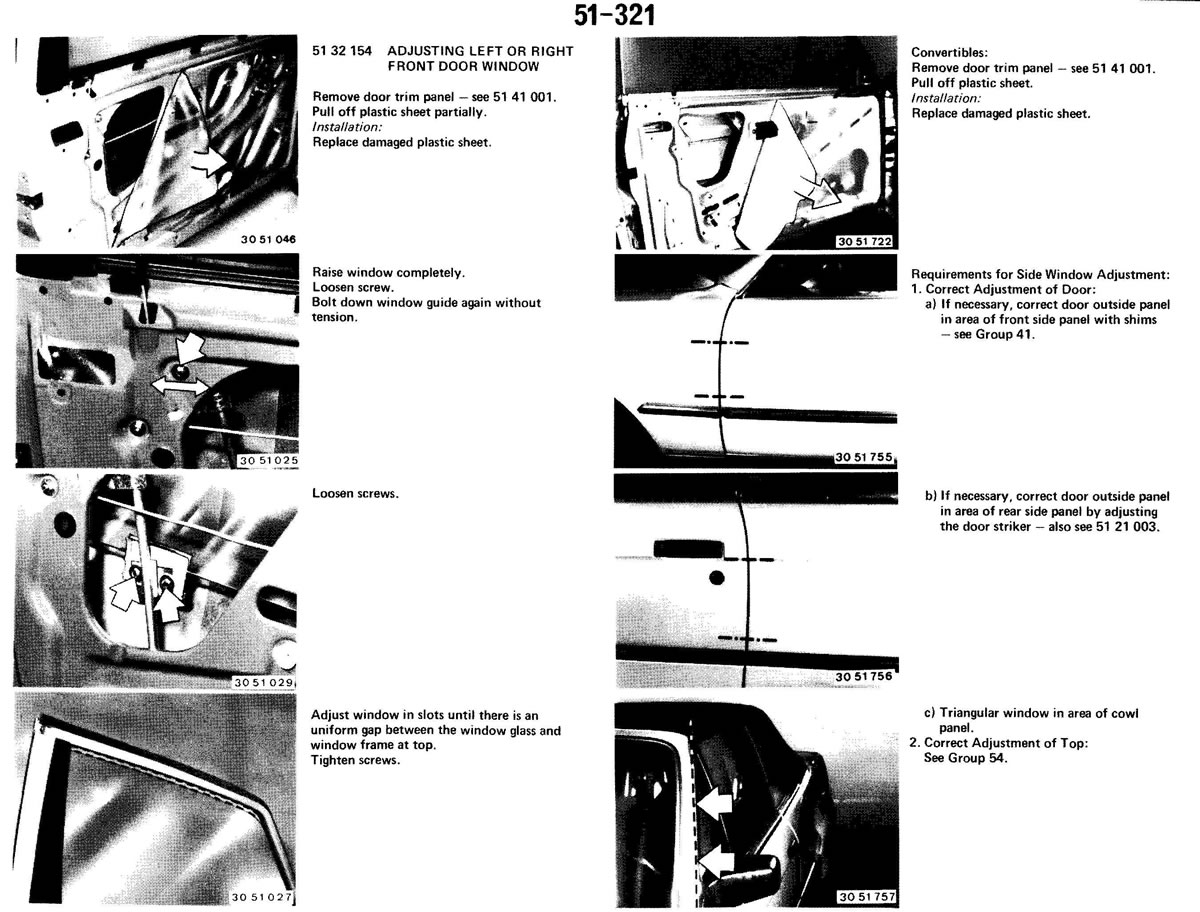 51-321
51 32 154 ADJUSTING LEFT OR RIGHT
FRONT DOOR WINDOW
Remove door trim panel — see 51 41 001.
Pull off plastic sheet partially.
Installation:
Replace damaged plastic sheet.
30 51 046
Raise window completely.
Loosen screw.
Bolt down window guide again without
tension.
30 51 025
Loosen screws.
30 51 029
Adjust window in slots until there is an
uniform gap between the window glass and
window frame at top.
Tighten screws.
30 51 027
Convertibles:
Remove door trim panel — see 51 41 001.
Pull off plastic sheet.
Installation:
Replace damaged plastic sheet.
30 51 722
Requirements for Side Window Adjustment:
1. Correct Adjustment of Door:
a) If necessary, correct door outside panel
in area of front side panel with shims
— see Group 41.
30 51 755
b) If necessary, correct door outside panel
in area of rear side panel by adjusting
the door striker — also see 51 21 003.
30 51 756
c) Triangular window in area of cowl
panel.
2. Correct Adjustment of Top:
See Group 54.
30 51 757